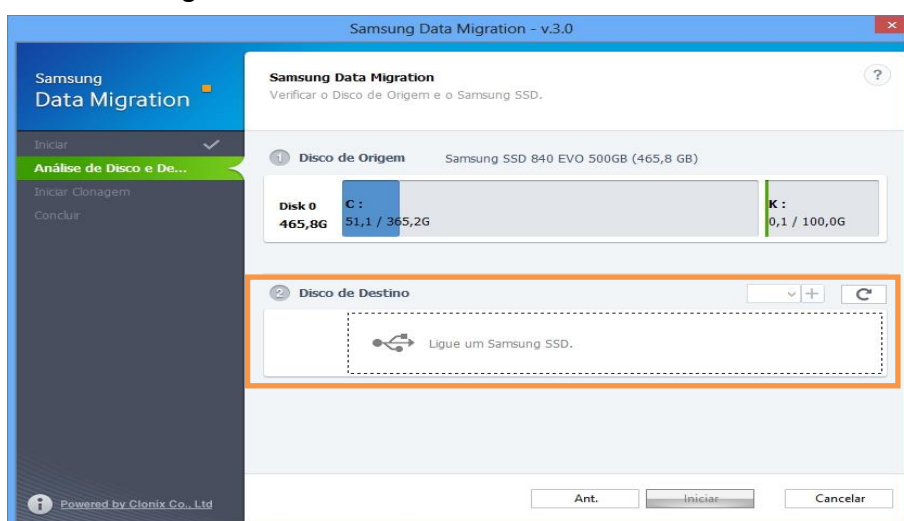 Samsung Data Migration - v.3.0
Samsung
Data Migration
Samsung Data Migration
Verificar o Disco de Origem e o Samsung SSD.
?
Iniciar
Análise de Disco e De...
Iniciar Clonagem
Concluir
1 Disco de Origem Samsung SSD 840 EVO 500GB (465,8 GB)
Disk 0
465,8G
C :
51,1 / 365,2G
K :
0,1 / 100,0G
2 Disco de Destino
Ligue um Samsung SSD.
Powered by Clonix Co., Ltd
Ant. Iniciar Cancelar